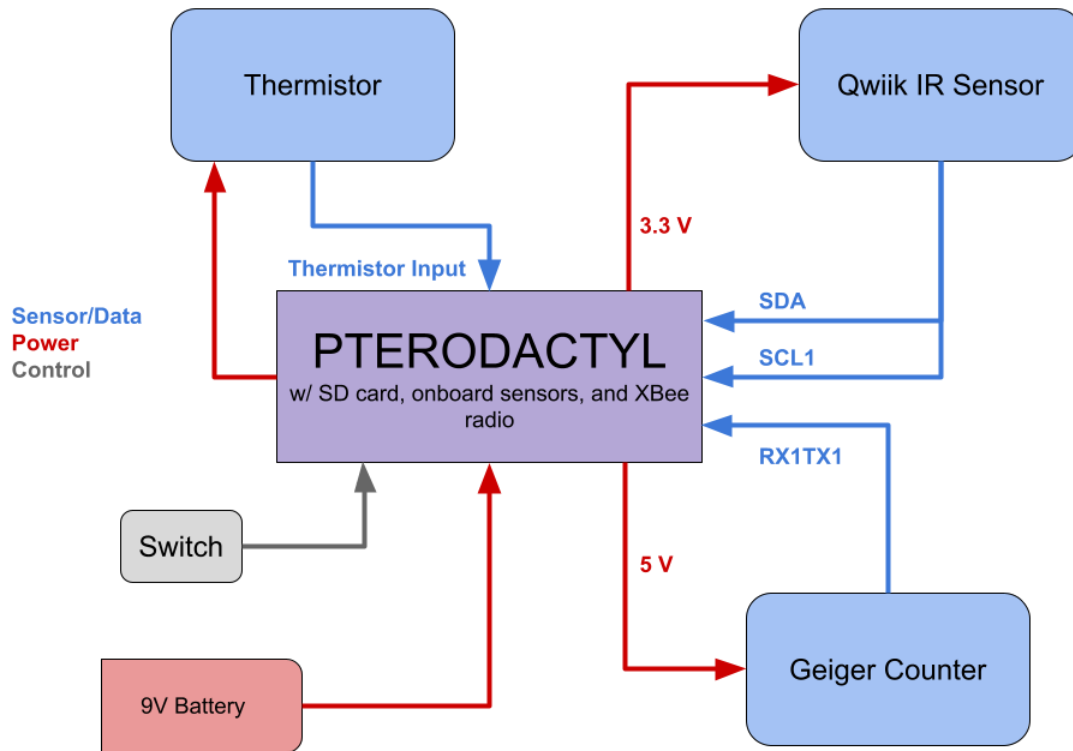 Thermistor
Qwiik IR Sensor
3.3 V
Thermistor Input
Sensor/Data
Power
Control
PTERODACTYL
w/ SD card, onboard sensors, and XBee
radio
SDA
SCL1
RX1TX1
Switch
5 V
9V Battery
Geiger Counter